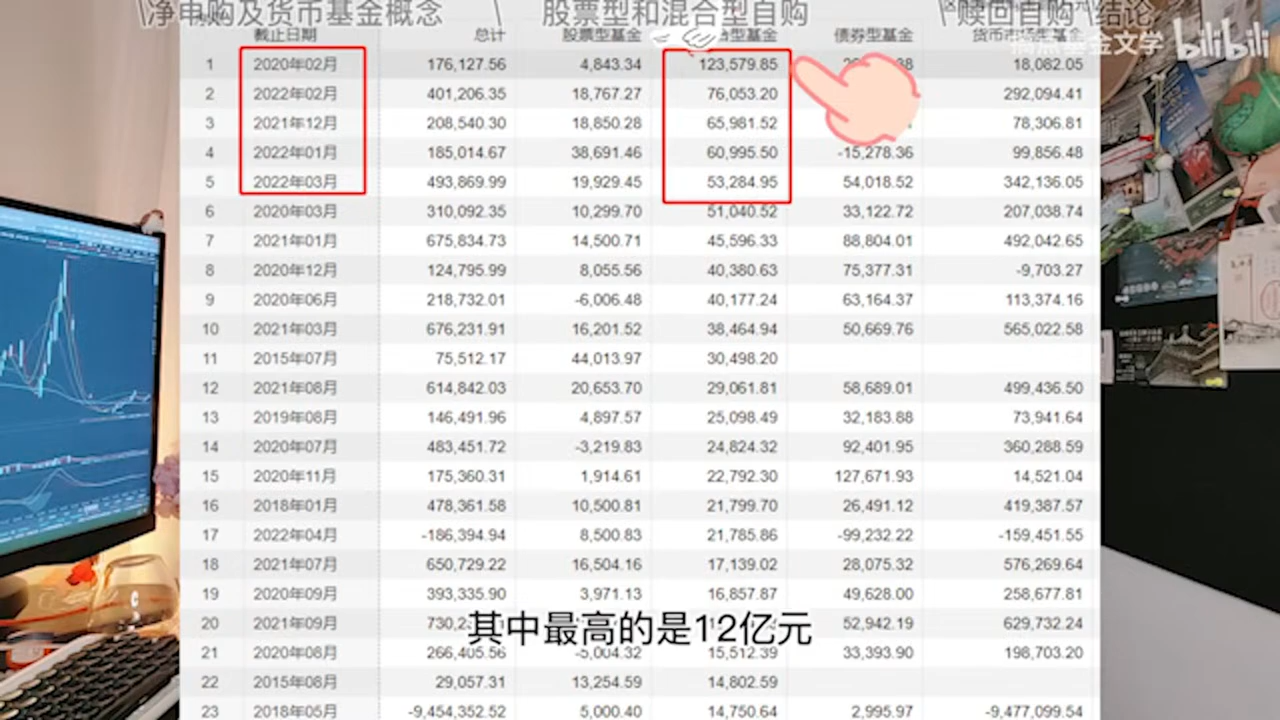 \净申购及货币基金概念 \ 股票型和混合型自购 \赎回自购 \结论
bilibili
截止日期 总计 股票型基金 合型基金 债券型基金 货币市场型基金
1 2020年02月 176,127.56 4,843.34 123,579.85 18,082.05
2 2022年02月 401,206.35 18,767.27 76,053.20 292,094.41
3 2021年12月 208,540.30 18,850.28 65,981.52 78,306.81
4 2022年01月 185,014.67 38,691.46 60,995.50 -15,278.36 99,856.48
5 2022年03月 493,869.99 19,929.45 53,284.95 54,018.52 342,136.05
6 2020年03月 310,092.35 10,299.70 51,040.52 33,122.72 207,038.74
7 2021年01月 675,834.73 14,500.71 45,596.33 88,804.01 492,042.65
8 2020年12月 124,795.99 8,055.56 40,380.63 75,377.31 -9,703.27
9 2020年06月 218,732.01 -6,006.48 40,177.24 63,164.37 113,374.16
10 2021年03月 676,231.91 16,201.52 38,464.94 50,669.76 565,022.58
11 2015年07月 75,512.17 44,013.97 30,498.20
12 2021年08月 614,842.03 20,653.70 29,061.81 58,689.01 499,436.50
13 2019年08月 146,491.96 4,897.57 25,098.49 32,183.88 73,941.64
14 2020年07月 483,451.72 -3,219.83 24,824.32 92,401.95 360,288.59
15 2020年11月 175,360.31 1,914.61 22,792.30 127,671.93 14,521.04
16 2018年01月 478,361.58 10,500.81 21,799.70 26,491.12 419,387.57
17 2022年04月 -186,394.94 8,500.83 21,785.86 -99,232.22 -159,451.55
18 2021年07月 650,729.22 16,504.16 17,139.02 28,075.32 576,269.64
19 2020年09月 393,335.90 3,971.13 16,857.87 49,628.00 258,677.81
20 2021年09月 52,942.19 629,732.24
其中最高的是12亿元
21 2020年08月 266,405.56 -5,004.32 15,512.39 33,393.90 198,703.20
22 2015年08月 29,057.31 13,254.59 14,802.59
23 2018年05月 -9,454,352.52 5,000.40 14,750.64 2,995.97 -9,477,099.54